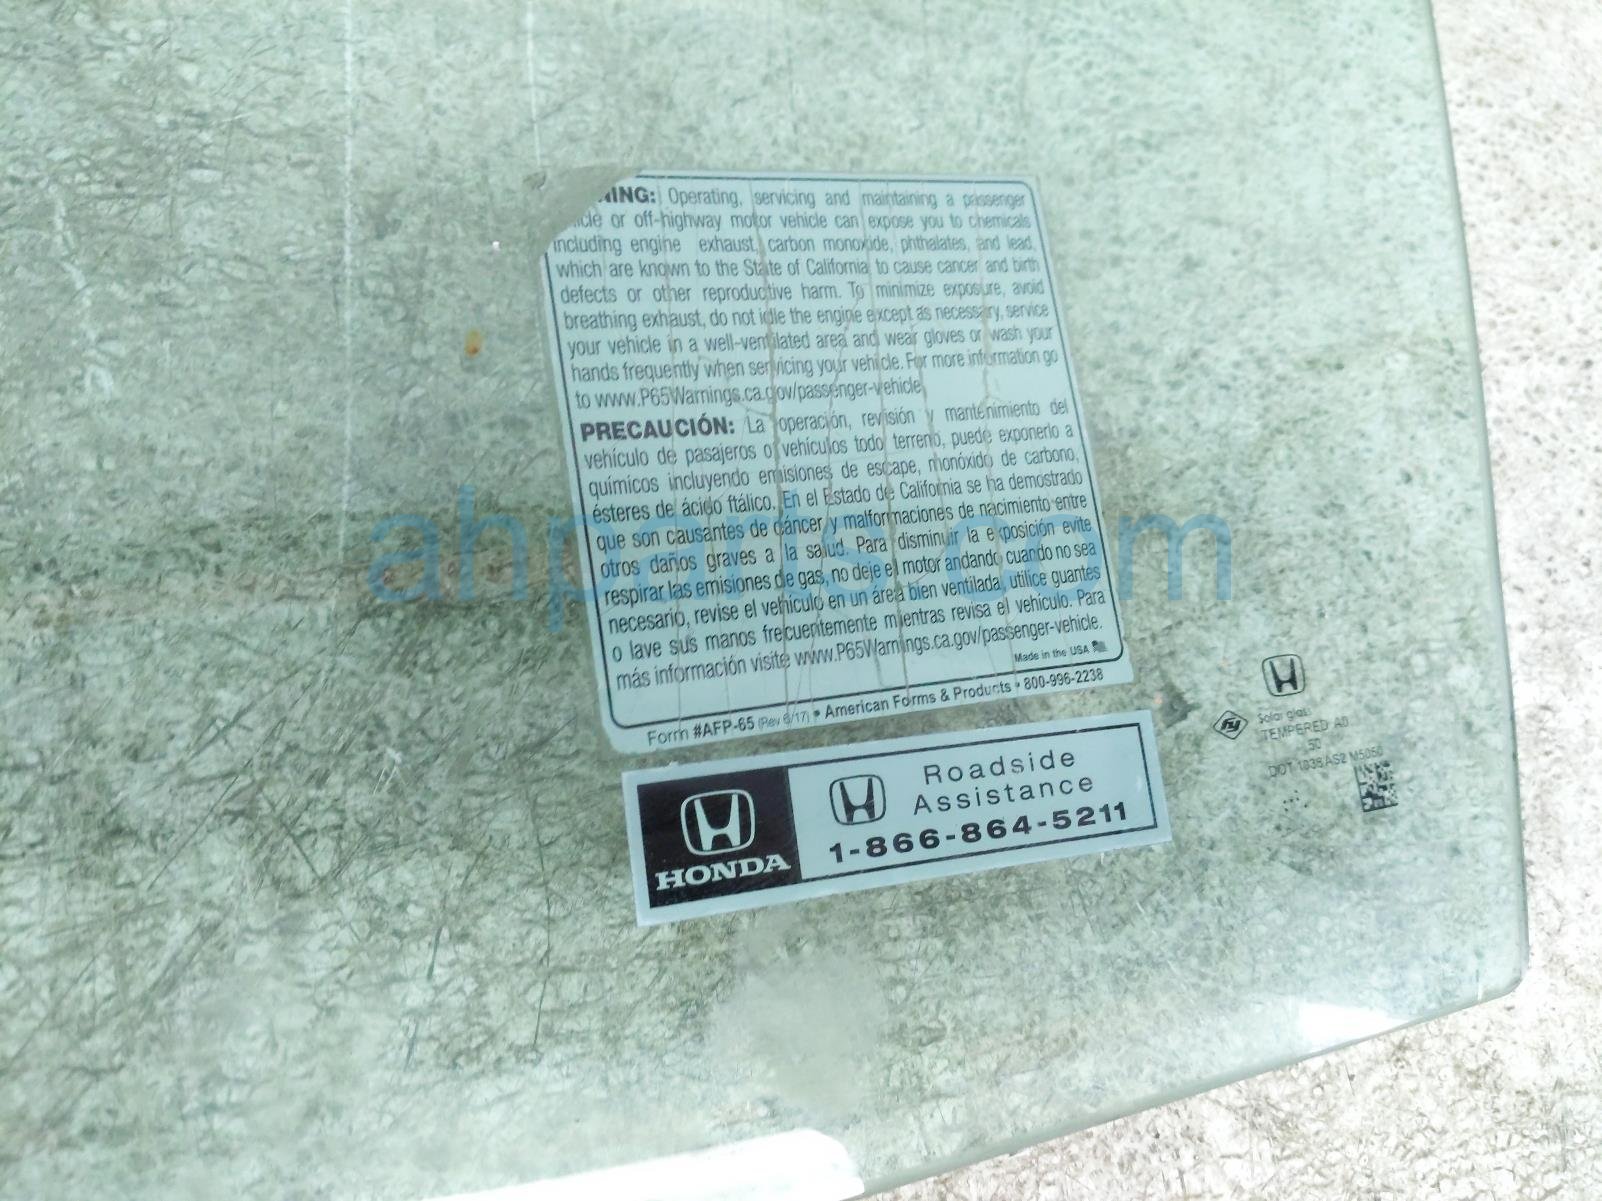 NING: Operating, servicing and maintaining a passenger
or off-highway motor vehicle can expose you to chemicals
including engine exhaust, carbon monoxide, phthalates, and lead,
which are known to the State of California to cause cancer and birth
defects or other reproductive harm. To minimize exposure, avoid
breathing exhaust, do not idle the engine except as necessary, service
your vehicle in a well-ventilated area and wear gloves or wash your
hands frequently when servicing your vehicle. For more information go
to www.P65Warnings.ca.gov/passenger-vehicle.
PRECAUCIÓN: La operación, revisión y mantenimiento del
vehículo de pasajeros o vehículos todo terreno, puede exponerlo a
químicos incluyendo emisiones de escape, monóxido de carbono,
ésteres de ácido ftálico. En el Estado de California se ha demostrado
que son causantes de cáncer y malformaciones de nacimiento entre
otros daños graves a la salud. Para disminuir la exposición evite
respirar las emisiones de gas, no deje el motor andando cuando no sea
necesario, revise el vehículo en un área bien ventilada, utilice guantes
o lave sus manos frecuentemente mientras revisa el vehículo. Para
más información visite www.P65Warnings.ca.gov/passenger-vehicle.
Made in the USA
Form #AFP-65 (Rev 6/17) • American Forms & Products • 800-996-2238
ahparts.com
HONDA
Roadside
Assistance
1-866-864-5211
fy
Solar glass
TEMPERED
50
DOT AS2 M5050